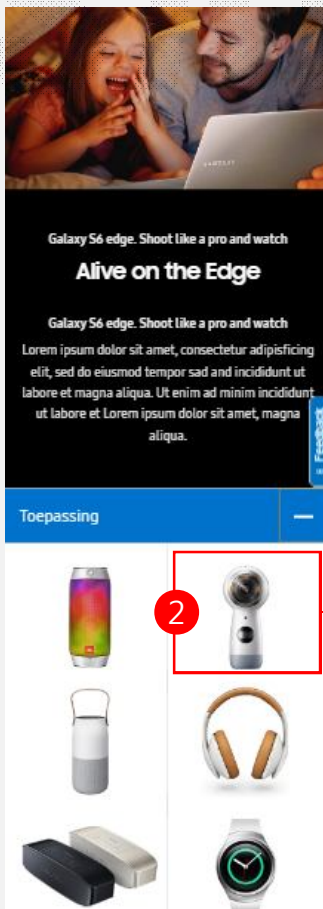 Galaxy S6 edge. Shoot like a pro and watch
Alive on the Edge
Galaxy S6 edge. Shoot like a pro and watch
Lorem ipsum dolor sit amet, consectetur adipisficing
elit, sed do eiusmod tempor sad and incididunt ut
labore et magna aliqua. Ut enim ad minim incididunt
ut labore et Lorem ipsum dolor sit amet, magna
aliqua.
Feedback
Toepassing
2
JBL